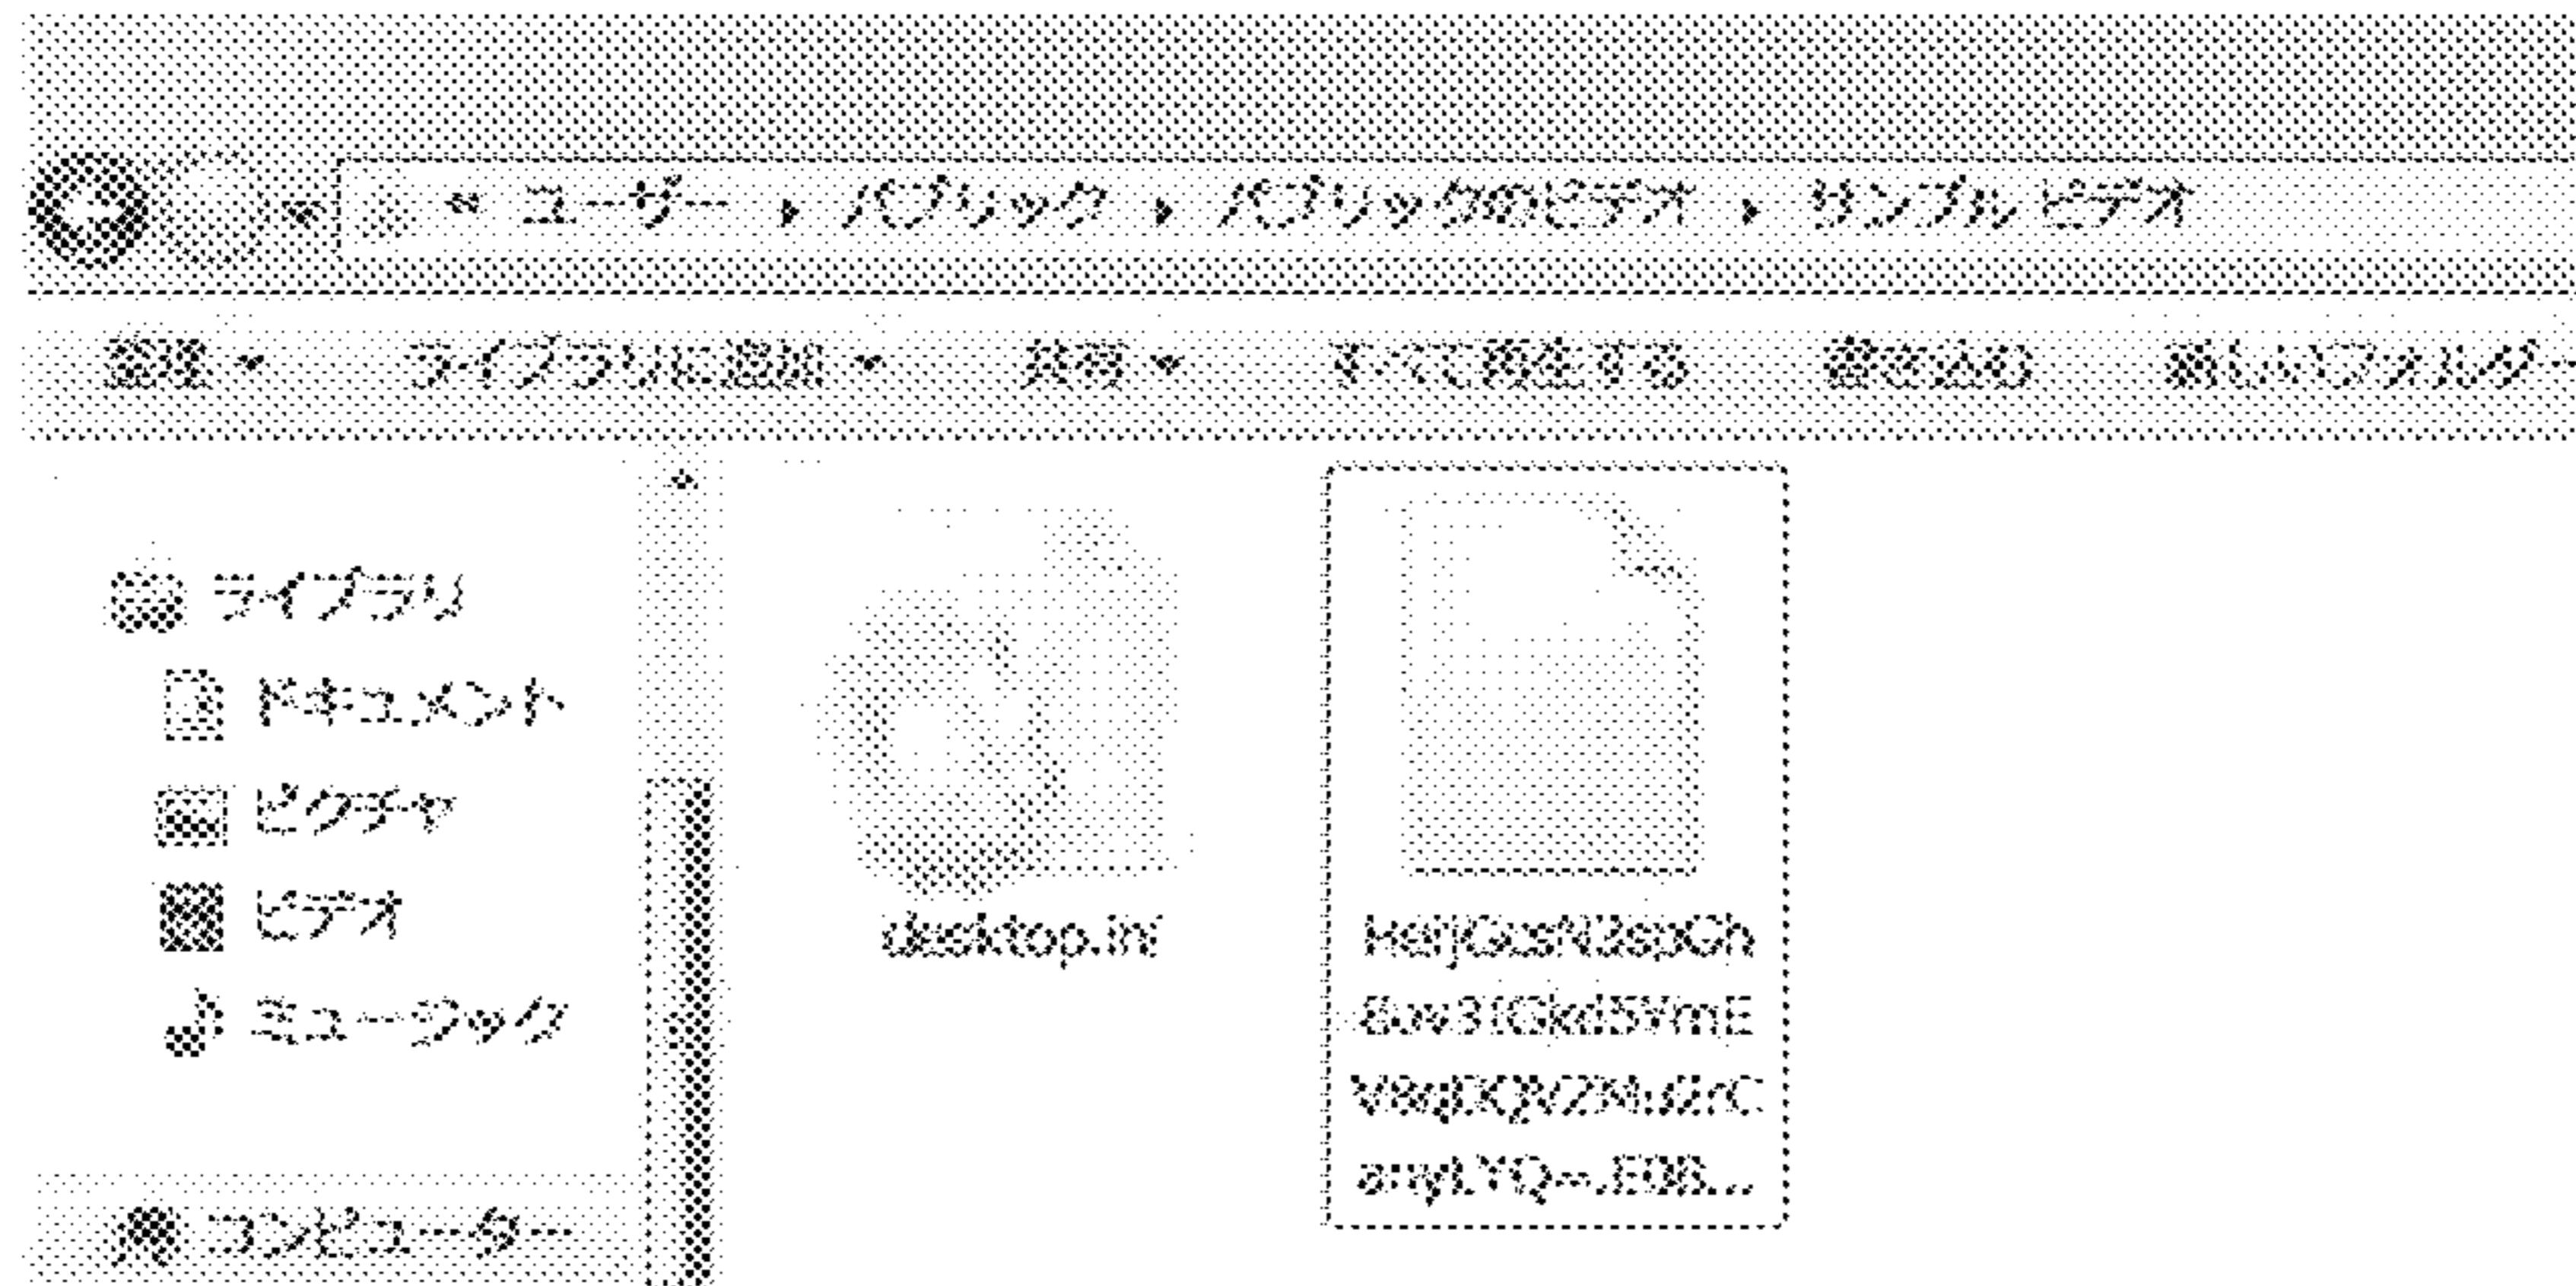 « ユーザー ▸ パブリック ▸ パブリックのビデオ ▸ サンプル ビデオ
整理 ライブラリに追加 共有 すべて再生する 書き込む 新しいフォルダー
ライブラリ
ドキュメント
ピクチャ
ビデオ
ミュージック
コンピューター
desktop.ini